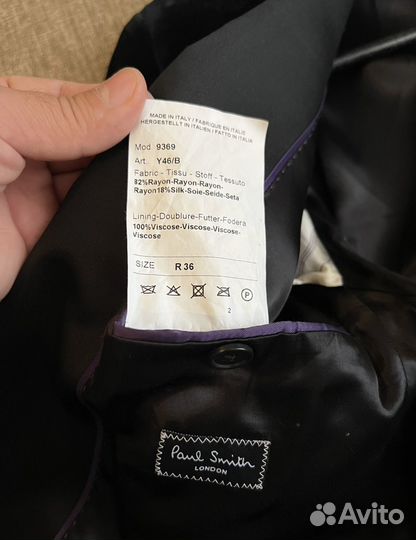 MADE IN ITALY / FABRIQUE EN ITALIE
HERGESTELLT IN ITALIEN / FATTO IN ITALIA
Mod 9369
Art. Y46/B
Fabric - Tissu - Stoff - Tessuto
82%Rayon-Rayon-Rayon-
Rayon18%Silk-Soie-Seide-Seta
Lining-Doublure-Futter-Fodera
100%Viscose-Viscose-Viscose-
Viscose
SIZE R 36
P
2
Paul Smith
LONDON
Avito